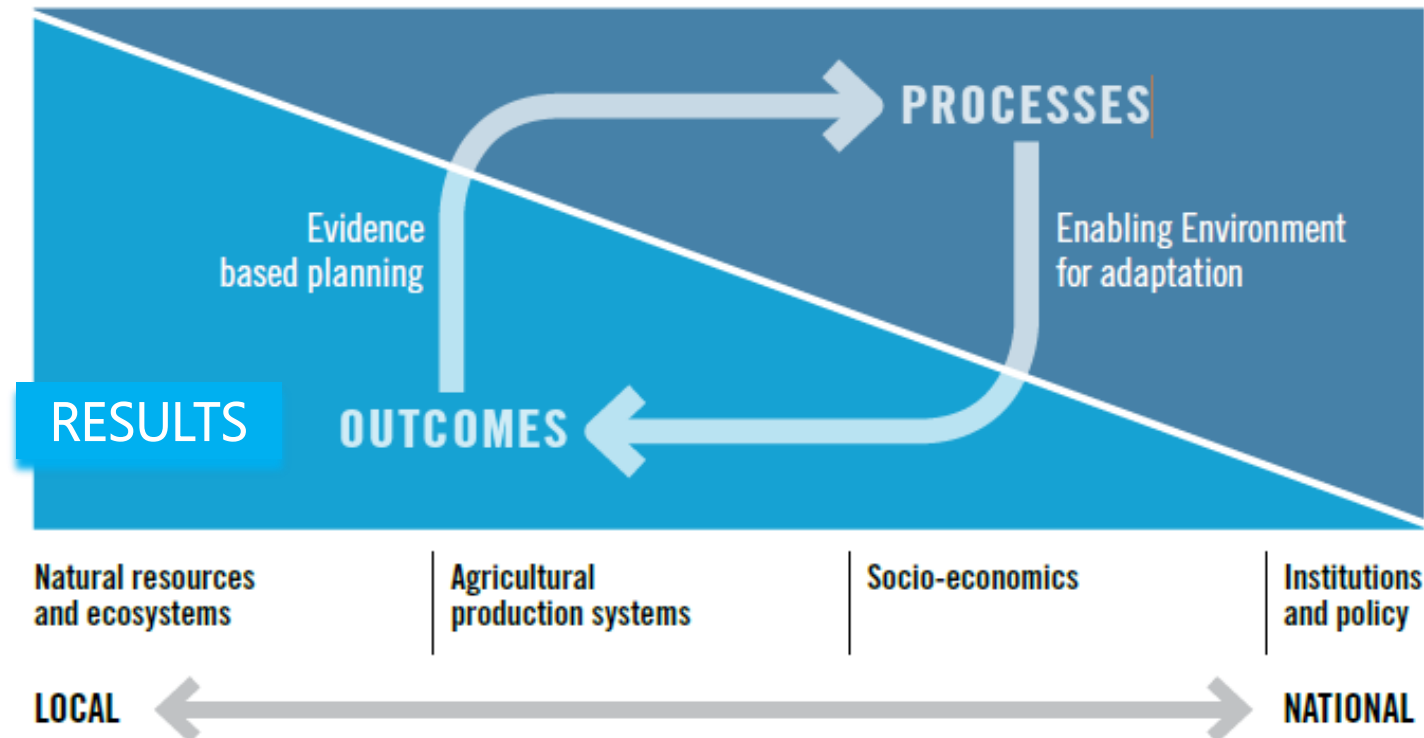 PROCESSES
Evidence
based planning
Enabling Environment
for adaptation
RESULTS
OUTCOMES
Natural resources
and ecosystems
Agricultural
production systems
Socio-economics
Institutions
and policy
LOCAL
NATIONAL